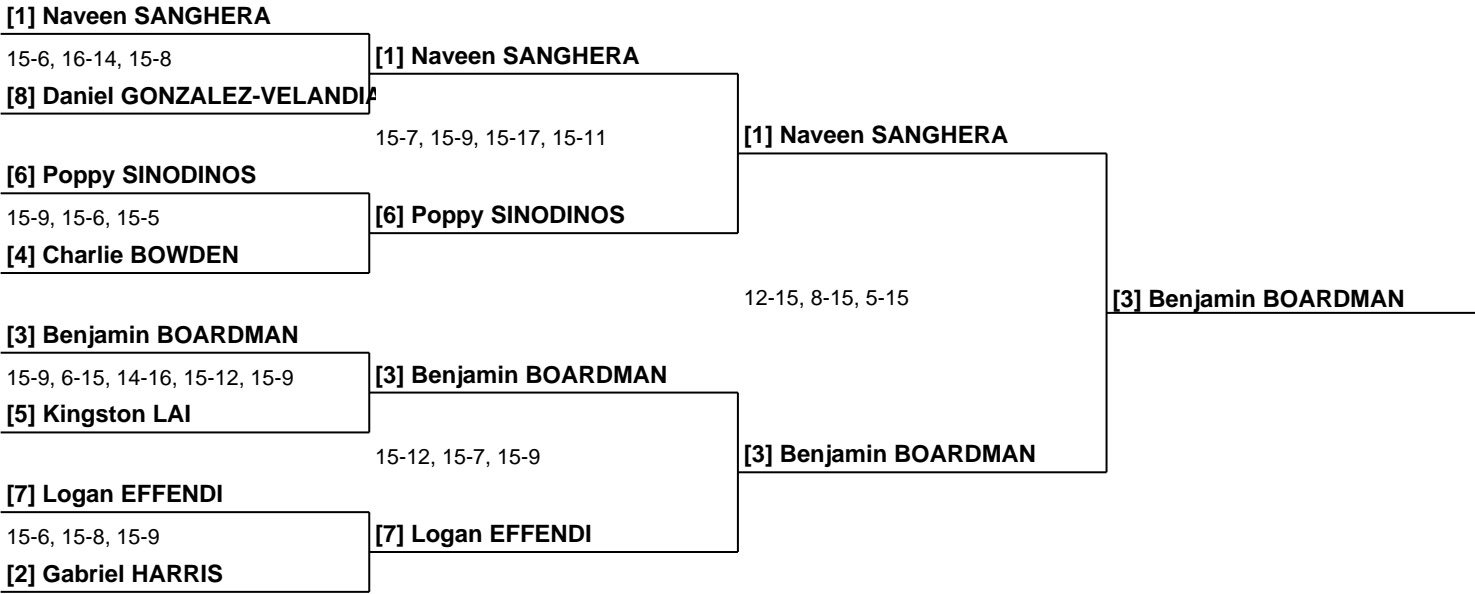 [1] Naveen SANGHERA
15-6, 16-14, 15-8
[8] Daniel GONZALEZ-VELANDIA
[1] Naveen SANGHERA
15-7, 15-9, 15-17, 15-11
[1] Naveen SANGHERA
[6] Poppy SINODINOS
15-9, 15-6, 15-5
[4] Charlie BOWDEN
[6] Poppy SINODINOS
12-15, 8-15, 5-15
[3] Benjamin BOARDMAN
[3] Benjamin BOARDMAN
15-9, 6-15, 14-16, 15-12, 15-9
[5] Kingston LAI
[3] Benjamin BOARDMAN
15-12, 15-7, 15-9
[3] Benjamin BOARDMAN
[7] Logan EFFENDI
15-6, 15-8, 15-9
[2] Gabriel HARRIS
[7] Logan EFFENDI